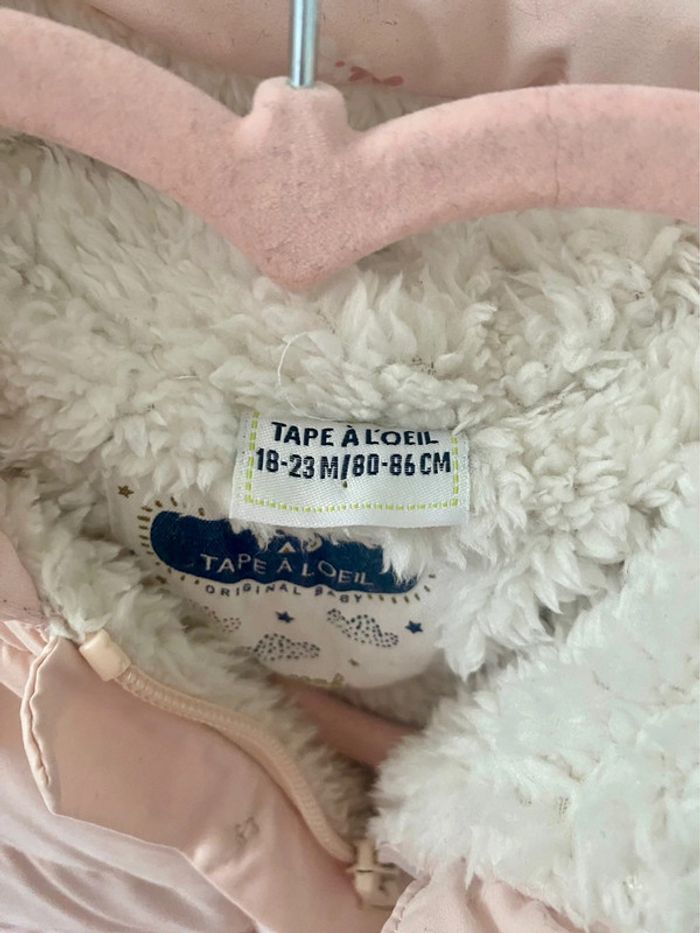 TAPE À L'OEIL
18-23 M/80-86 CM
TAPE À L'OEIL
ORIGINAL BABY